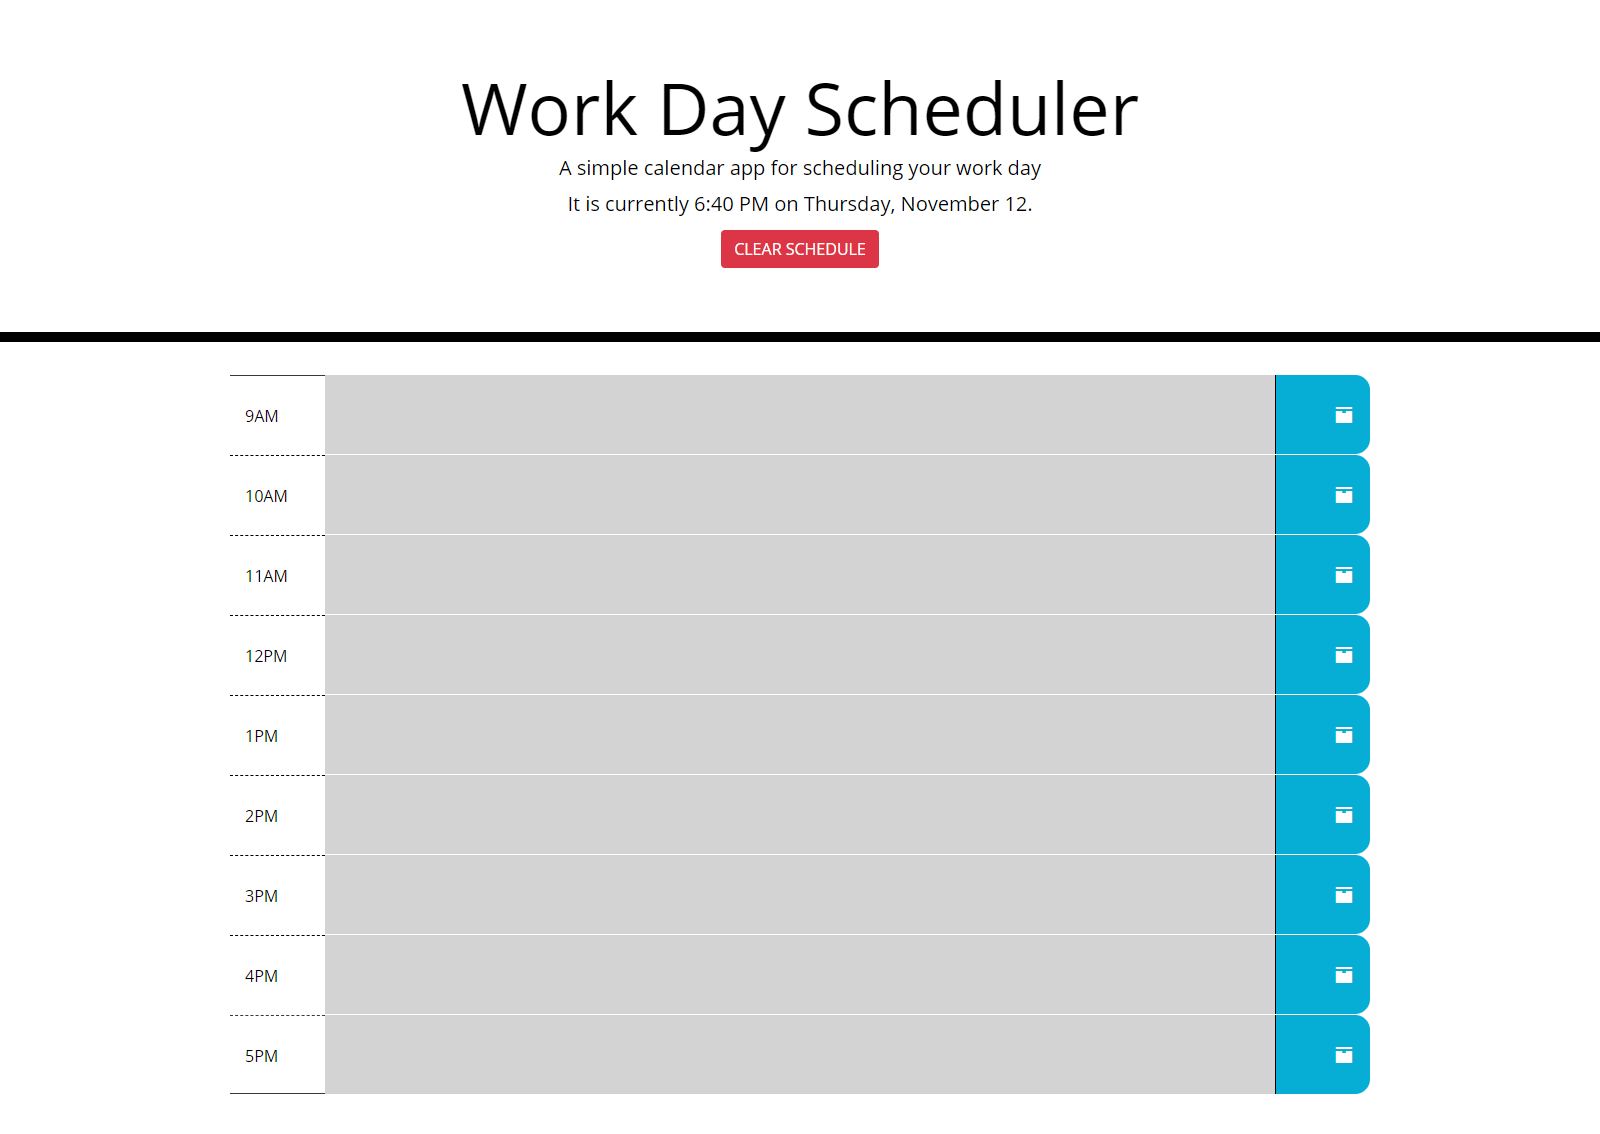 Work Day Scheduler
A simple calendar app for scheduling your work day
It is currently 6:40 PM on Thursday, November 12.
CLEAR SCHEDULE
9AM
10AM
11AM
12PM
1PM
2PM
3PM
4PM
5PM